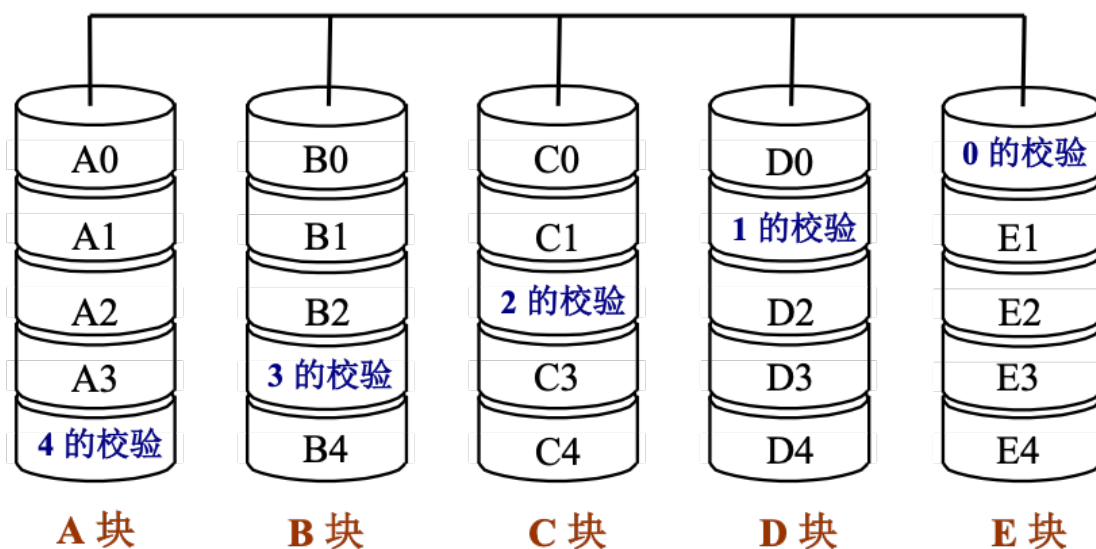 A0 B0 C0 D0 0 的校验
A1 B1 C1 1 的校验 E1
A2 B2 2 的校验 D2 E2
A3 3 的校验 C3 D3 E3
4 的校验 B4 C4 D4 E4
A 块 B 块 C 块 D 块 E 块